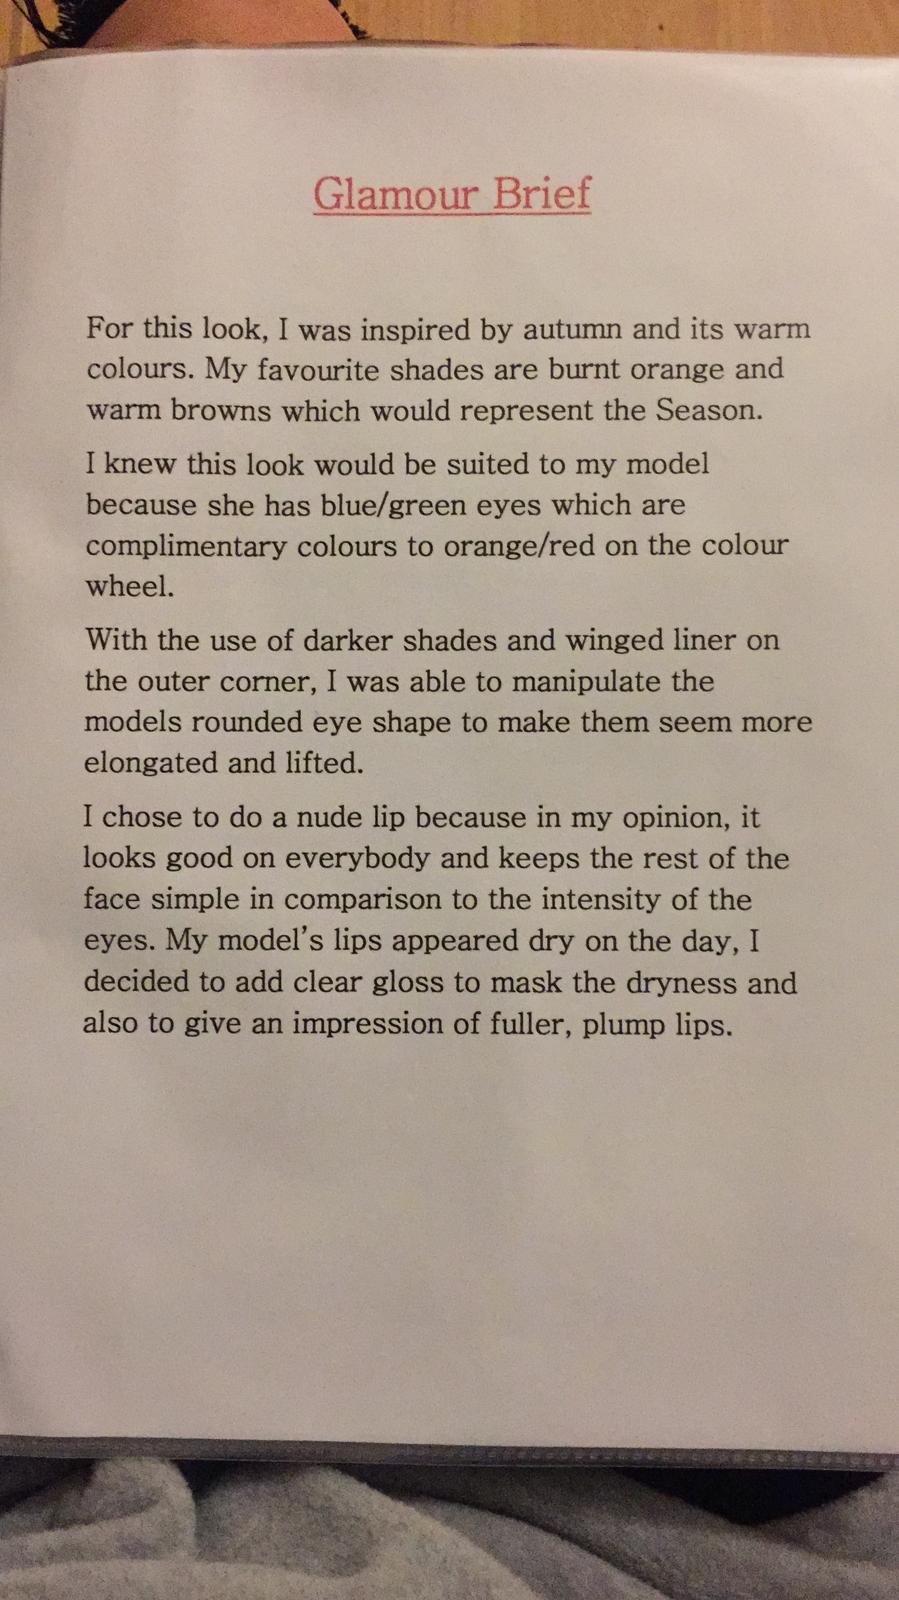 Glamour Brief
For this look, I was inspired by autumn and its warm
colours. My favourite shades are burnt orange and
warm browns which would represent the Season.
I knew this look would be suited to my model
because she has blue/green eyes which are
complimentary colours to orange/red on the colour
wheel.
With the use of darker shades and winged liner on
the outer corner, I was able to manipulate the
models rounded eye shape to make them seem more
elongated and lifted.
I chose to do a nude lip because in my opinion, it
looks good on everybody and keeps the rest of the
face simple in comparison to the intensity of the
eyes. My model's lips appeared dry on the day, I
decided to add clear gloss to mask the dryness and
also to give an impression of fuller, plump lips.